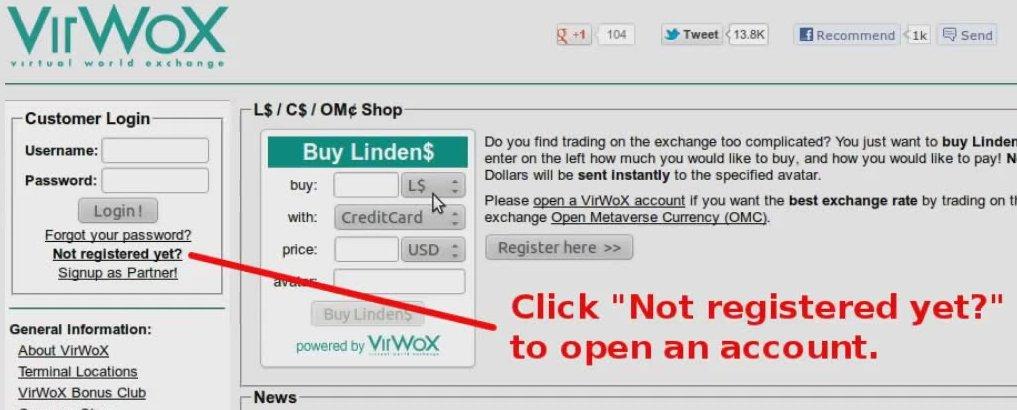 VIRWOX
virtual world exchange
+1 104 Tweet 13.8K Recommend 1k Send
Customer Login
Username:
Password:
Login!
Forgot your password?
Not registered yet?
Signup as Partner!
General Information:
About VirWoX
Terminal Locations
VirWoX Bonus Club
L$ / C$ / OM¢ Shop
Buy Linden$
buy: L$
with: CreditCard
price: USD
avatar:
Buy Linden$
powered by VIRWOX
virtual world exchange
Do you find trading on the exchange too complicated? You just want to buy Linden
enter on the left how much you would like to buy, and how you would like to pay! N
Dollars will be sent instantly to the specified avatar.
Please open a VirWoX account if you want the best exchange rate by trading on th
exchange Open Metaverse Currency (OMC).
Register here >>
Click "Not registered yet?"
to open an account.
News